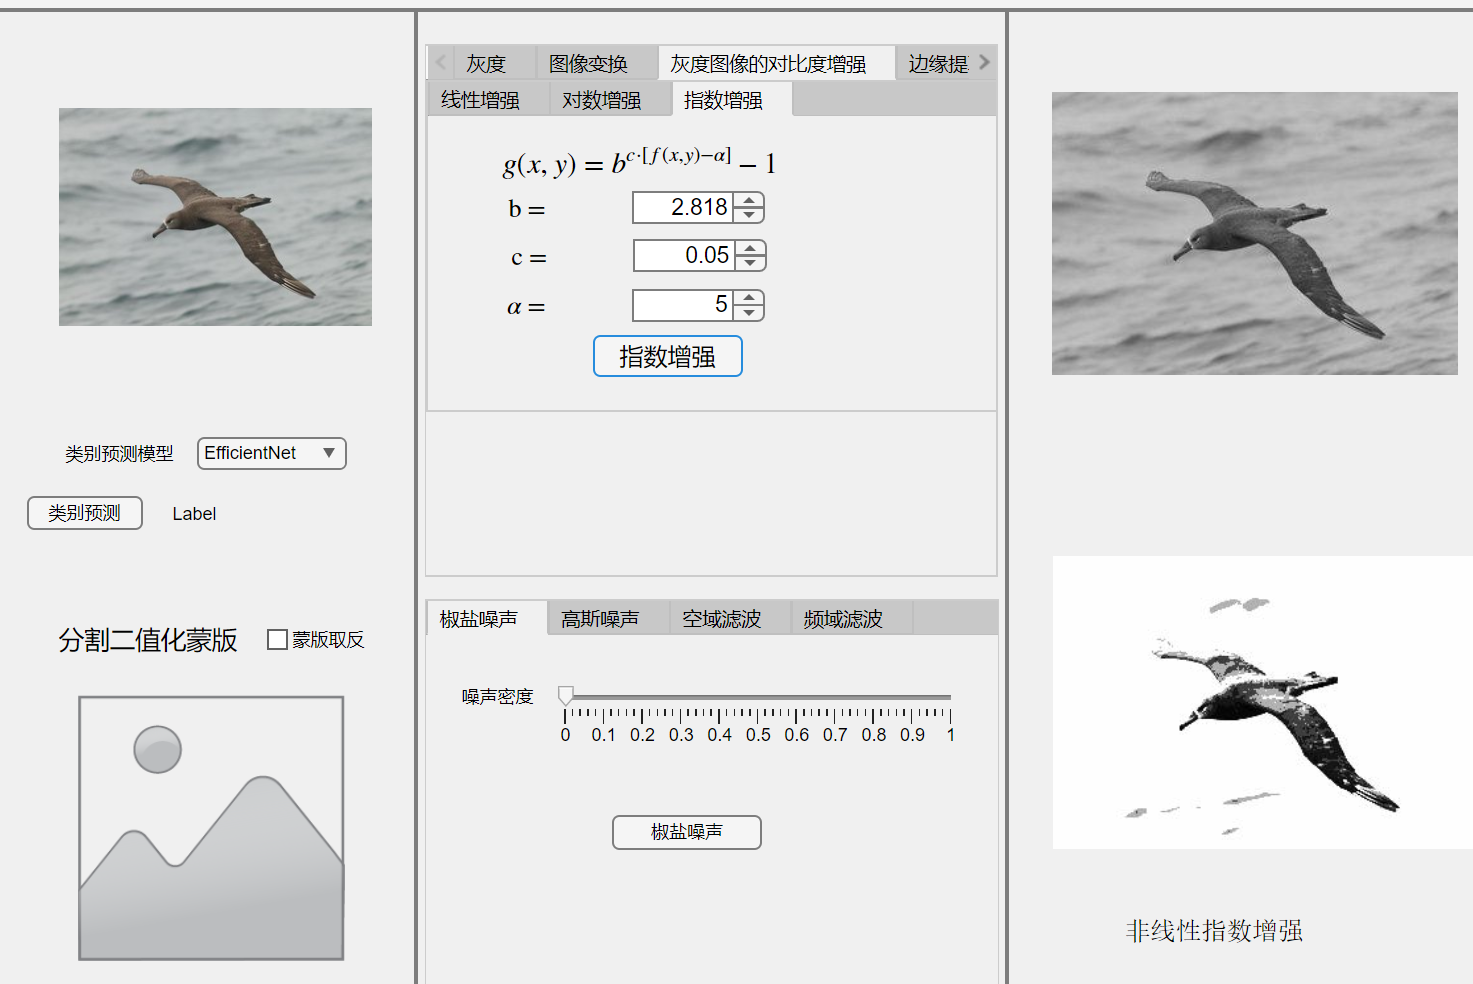 灰度 图像变换 灰度图像的对比度增强 边缘提
线性增强 对数增强 指数增强
g(x, y) = b^{c·[f(x,y)−α]} − 1
b = 2.818
c = 0.05
α = 5
指数增强
类别预测模型 EfficientNet
类别预测 Label
分割二值化蒙版 蒙版取反
椒盐噪声 高斯噪声 空域滤波 频域滤波
噪声密度
0 0.1 0.2 0.3 0.4 0.5 0.6 0.7 0.8 0.9 1
椒盐噪声
非线性指数增强